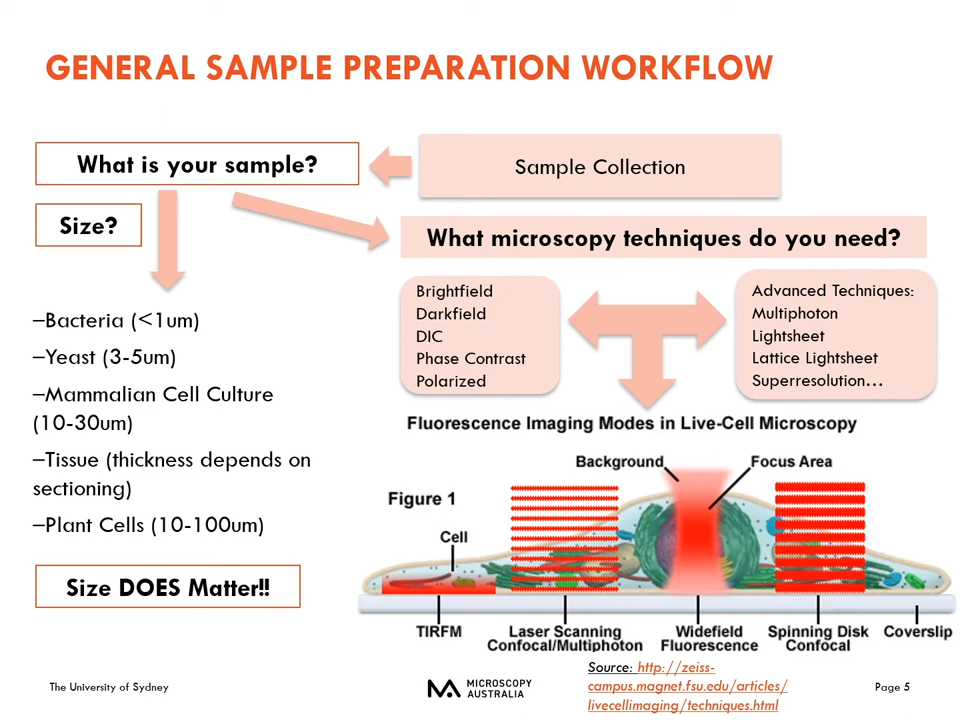 GENERAL SAMPLE PREPARATION WORKFLOW
What is your sample?
Sample Collection
Size?
What microscopy techniques do you need?
–Bacteria (<1um)
–Yeast (3-5um)
–Mammalian Cell Culture
(10-30um)
–Tissue (thickness depends on
sectioning)
–Plant Cells (10-100um)
Size DOES Matter!!
Brightfield
Darkfield
DIC
Phase Contrast
Polarized
Advanced Techniques:
Multiphoton
Lightsheet
Lattice Lightsheet
Superresolution…
Fluorescence Imaging Modes in Live-Cell Microscopy
Background
Focus Area
Figure 1
Cell
TIRFM
Laser Scanning
Confocal/Multiphoton
Widefield
Fluorescence
Spinning Disk
Confocal
Coverslip
The University of Sydney
MICROSCOPY
AUSTRALIA
Source: http://zeiss-
campus.magnet.fsu.edu/articles/
livecellimaging/techniques.html
Page 5